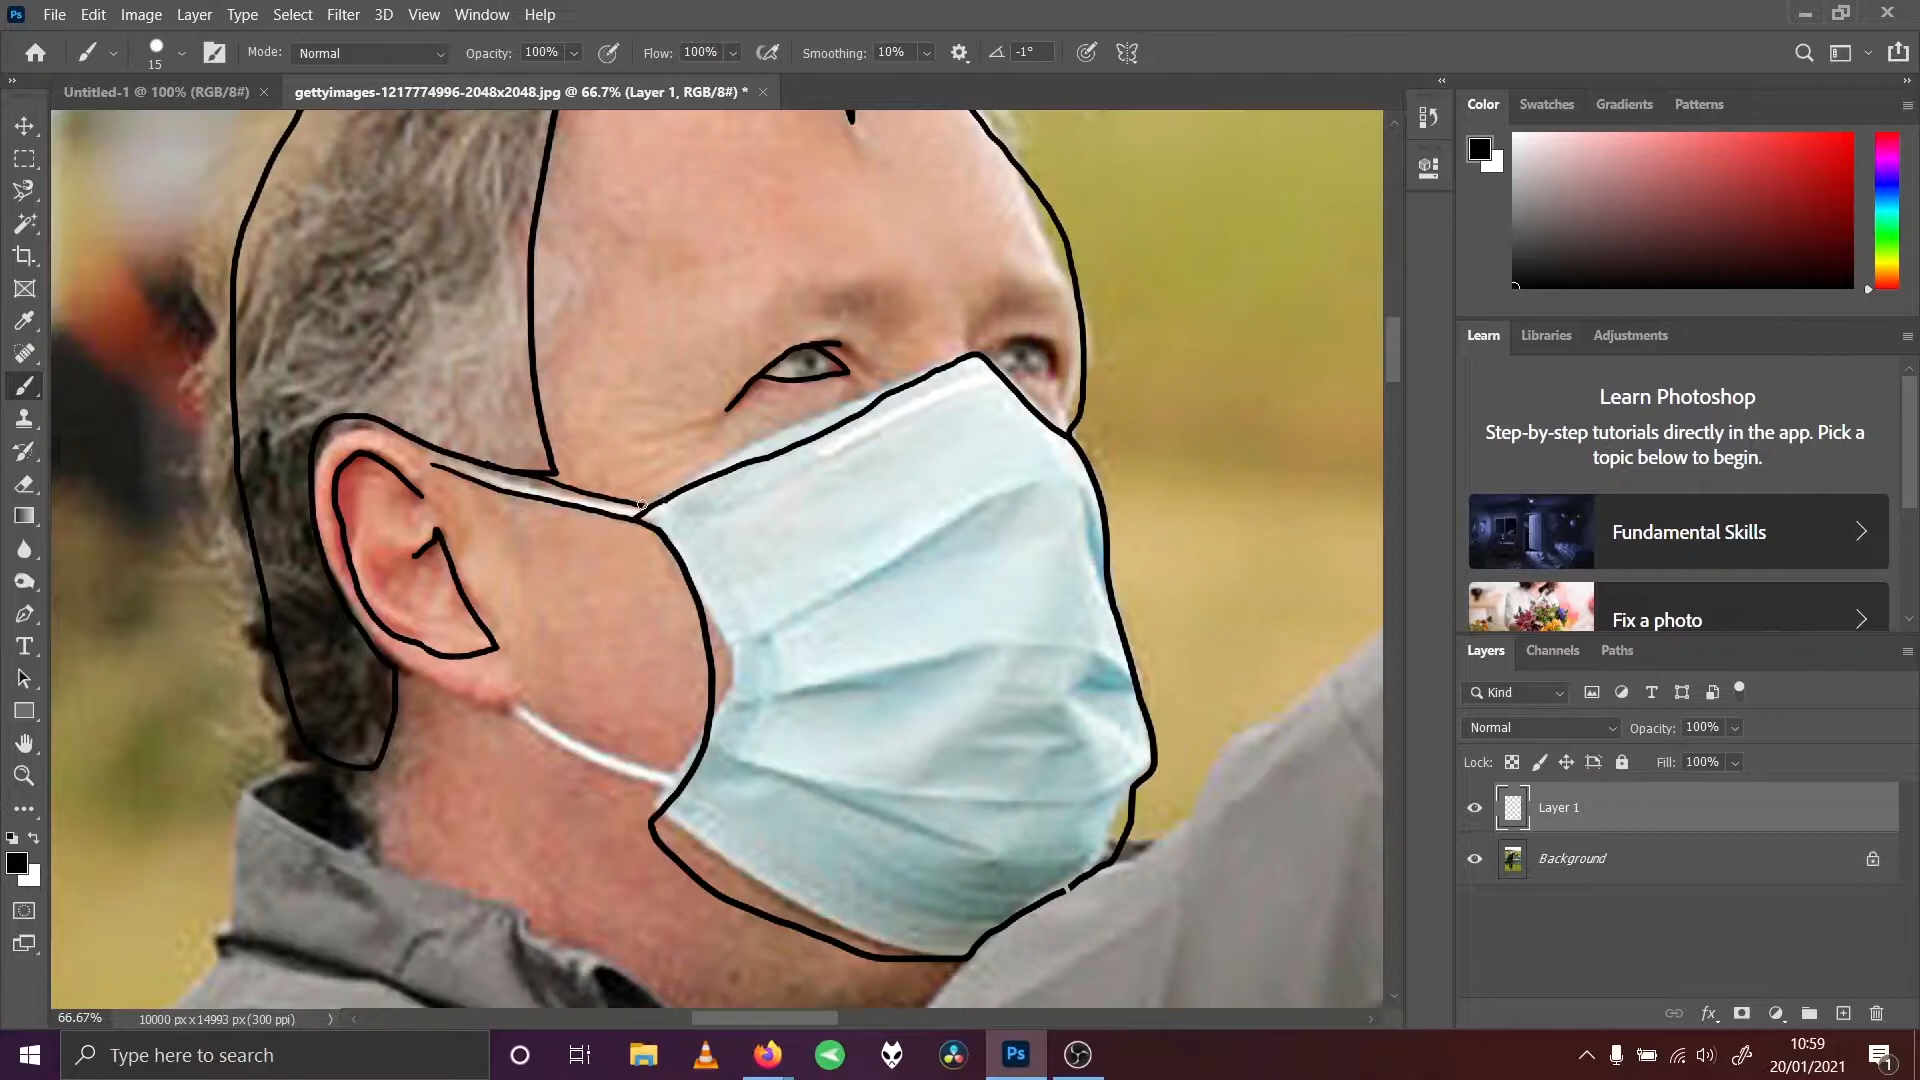 Ps File Edit Image Layer Type Select Filter 3D View Window Help
15 Mode: Normal Opacity: 100% Flow: 100% Smoothing: 10% -1°
Untitled-1 @ 100% (RGB/8#) gettyimages-1217774996-2048x2048.jpg @ 66.7% (Layer 1, RGB/8#) *
Color Swatches Gradients Patterns
Learn Libraries Adjustments
Learn Photoshop
Step-by-step tutorials directly in the app. Pick a
topic below to begin.
Fundamental Skills
Fix a photo
Layers Channels Paths
Kind
Normal Opacity: 100%
Lock: Fill: 100%
Layer 1
Background
fx
66.67% 10000 px x 14993 px (300 ppi)
Type here to search
Ps
10:59
20/01/2021
1